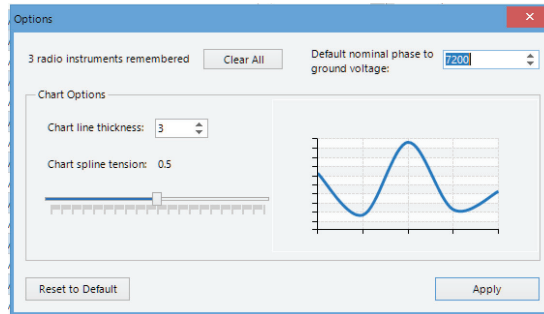 Options
3 radio instruments remembered
Clear All
Default nominal phase to
ground voltage:
7200
Chart Options
Chart line thickness: 3
Chart spline tension: 0.5
Reset to Default
Apply